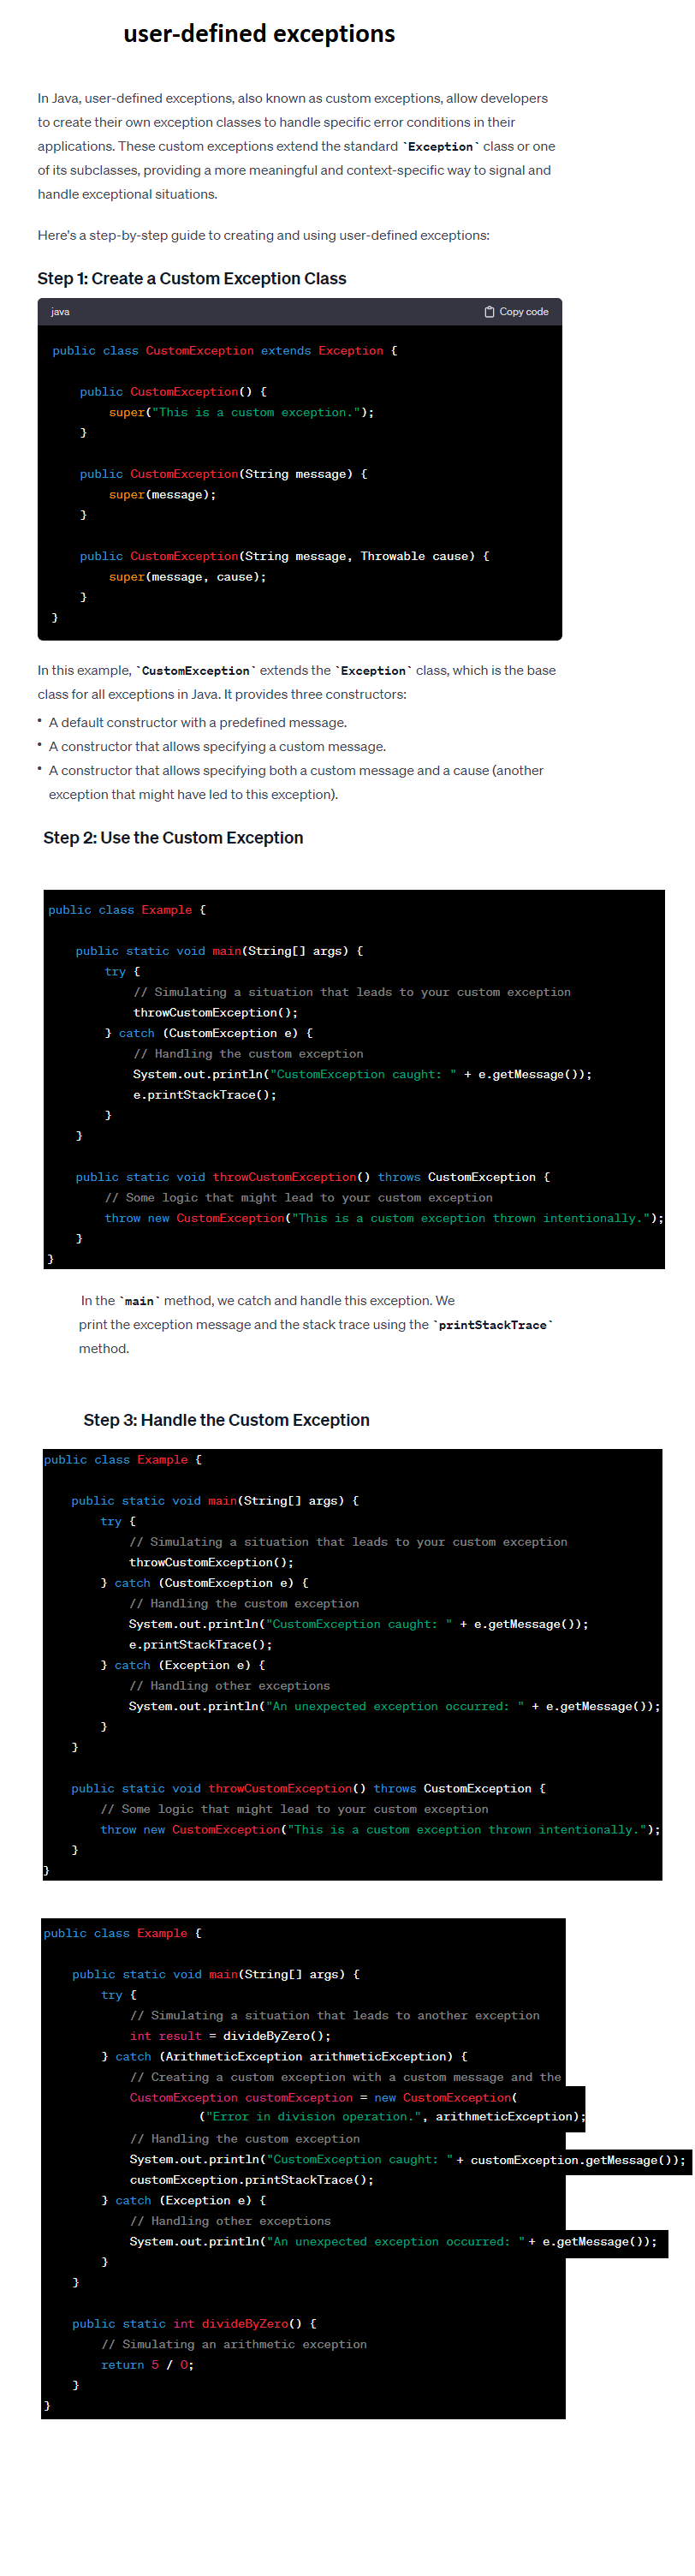 user-defined exceptions
In Java, user-defined exceptions, also known as custom exceptions, allow developers
to create their own exception classes to handle specific error conditions in their
applications. These custom exceptions extend the standard `Exception` class or one
of its subclasses, providing a more meaningful and context-specific way to signal and
handle exceptional situations.
Here's a step-by-step guide to creating and using user-defined exceptions:
Step 1: Create a Custom Exception Class
java Copy code
public class CustomException extends Exception {
public CustomException() {
super("This is a custom exception.");
}
public CustomException(String message) {
super(message);
}
public CustomException(String message, Throwable cause) {
super(message, cause);
}
}
In this example, `CustomException` extends the `Exception` class, which is the base
class for all exceptions in Java. It provides three constructors:
• A default constructor with a predefined message.
• A constructor that allows specifying a custom message.
• A constructor that allows specifying both a custom message and a cause (another
exception that might have led to this exception).
Step 2: Use the Custom Exception
public class Example {
public static void main(String[] args) {
try {
// Simulating a situation that leads to your custom exception
throwCustomException();
} catch (CustomException e) {
// Handling the custom exception
System.out.println("CustomException caught: " + e.getMessage());
e.printStackTrace();
}
}
public static void throwCustomException() throws CustomException {
// Some logic that might lead to your custom exception
throw new CustomException("This is a custom exception thrown intentionally.");
}
}
In the `main` method, we catch and handle this exception. We
print the exception message and the stack trace using the `printStackTrace`
method.
Step 3: Handle the Custom Exception
public class Example {
public static void main(String[] args) {
try {
// Simulating a situation that leads to your custom exception
throwCustomException();
} catch (CustomException e) {
// Handling the custom exception
System.out.println("CustomException caught: " + e.getMessage());
e.printStackTrace();
} catch (Exception e) {
// Handling other exceptions
System.out.println("An unexpected exception occurred: " + e.getMessage());
}
}
public static void throwCustomException() throws CustomException {
// Some logic that might lead to your custom exception
throw new CustomException("This is a custom exception thrown intentionally.");
}
}
public class Example {
public static void main(String[] args) {
try {
// Simulating a situation that leads to another exception
int result = divideByZero();
} catch (ArithmeticException arithmeticException) {
// Creating a custom exception with a custom message and the
CustomException customException = new CustomException(
("Error in division operation.", arithmeticException);
// Handling the custom exception
System.out.println("CustomException caught: " + customException.getMessage());
customException.printStackTrace();
} catch (Exception e) {
// Handling other exceptions
System.out.println("An unexpected exception occurred: " + e.getMessage());
}
}
public static int divideByZero() {
// Simulating an arithmetic exception
return 5 / 0;
}
}